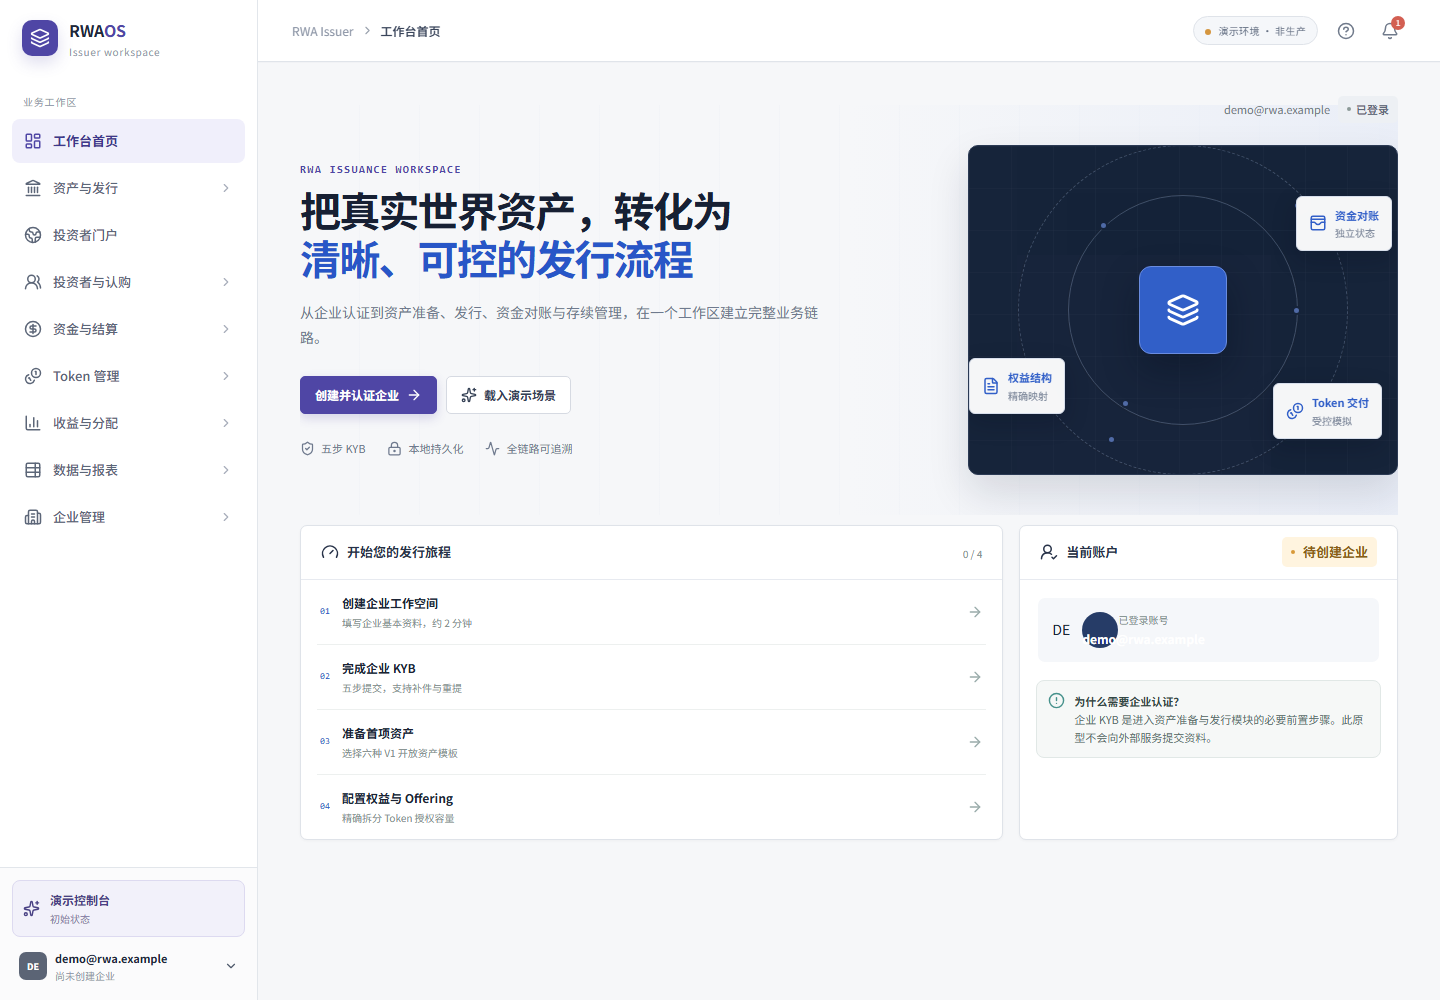 RWAOS
Issuer workspace
业务工作区
工作台首页
资产与发行
投资者门户
投资者与认购
资金与结算
Token 管理
收益与分配
数据与报表
企业管理
演示控制台
初始状态
DE
demo@rwa.example
尚未创建企业
RWA Issuer
工作台首页
演示环境 · 非生产
1
demo@rwa.example
已登录
RWA ISSUANCE WORKSPACE
把真实世界资产，转化为
清晰、可控的发行流程
从企业认证到资产准备、发行、资金对账与存续管理，在一个工作区建立完整业务链
路。
创建并认证企业
载入演示场景
五步 KYB
本地持久化
全链路可追溯
资金对账
独立状态
权益结构
精确映射
Token 交付
受控模拟
开始您的发行旅程
0 / 4
01
创建企业工作空间
填写企业基本资料，约 2 分钟
02
完成企业 KYB
五步提交，支持补件与重提
03
准备首项资产
选择六种 V1 开放资产模板
04
配置权益与 Offering
精确拆分 Token 授权容量
当前账户
待创建企业
DE
已登录账号
demo@rwa.example
为什么需要企业认证？
企业 KYB 是进入资产准备与发行模块的必要前置步骤。此原
型不会向外部服务提交资料。